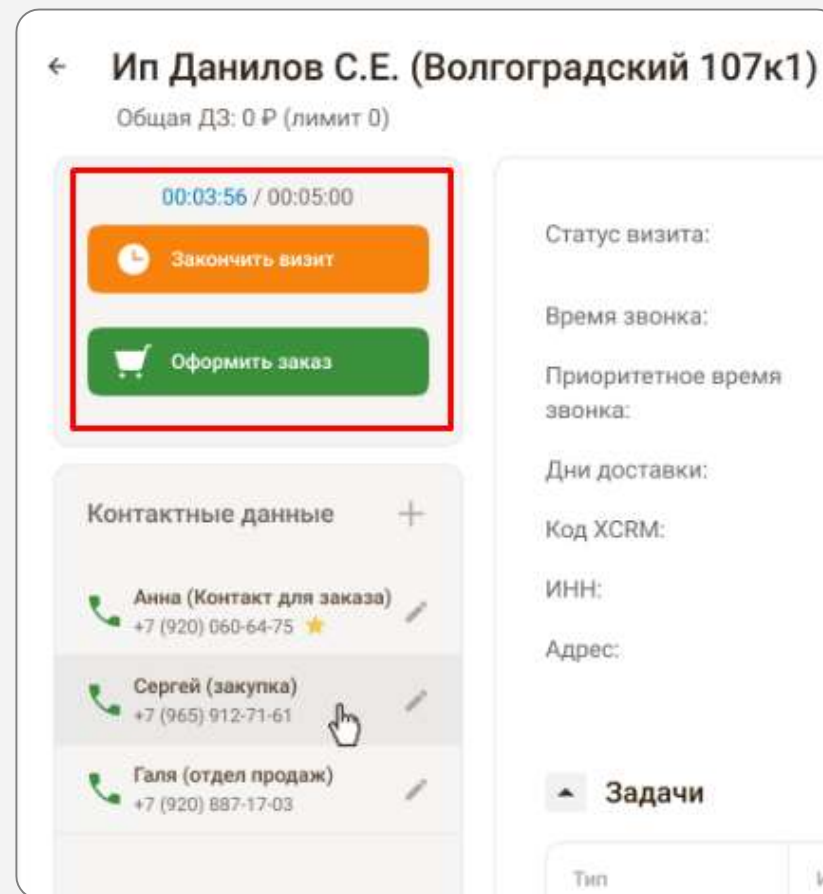 Ип Данилов С.Е. (Волгоградский 107к1)
Общая ДЗ: 0 ₽ (лимит 0)
00:03:56 / 00:05:00
Закончить визит
Оформить заказ
Контактные данные
Анна (Контакт для заказа)
+7 (920) 060-64-75
Сергей (закупка)
+7 (965) 912-71-61
Галя (отдел продаж)
+7 (920) 887-17-03
Статус визита:
Время звонка:
Приоритетное время
звонка:
Дни доставки:
Код XCRM:
ИНН:
Адрес:
Задачи
Тип